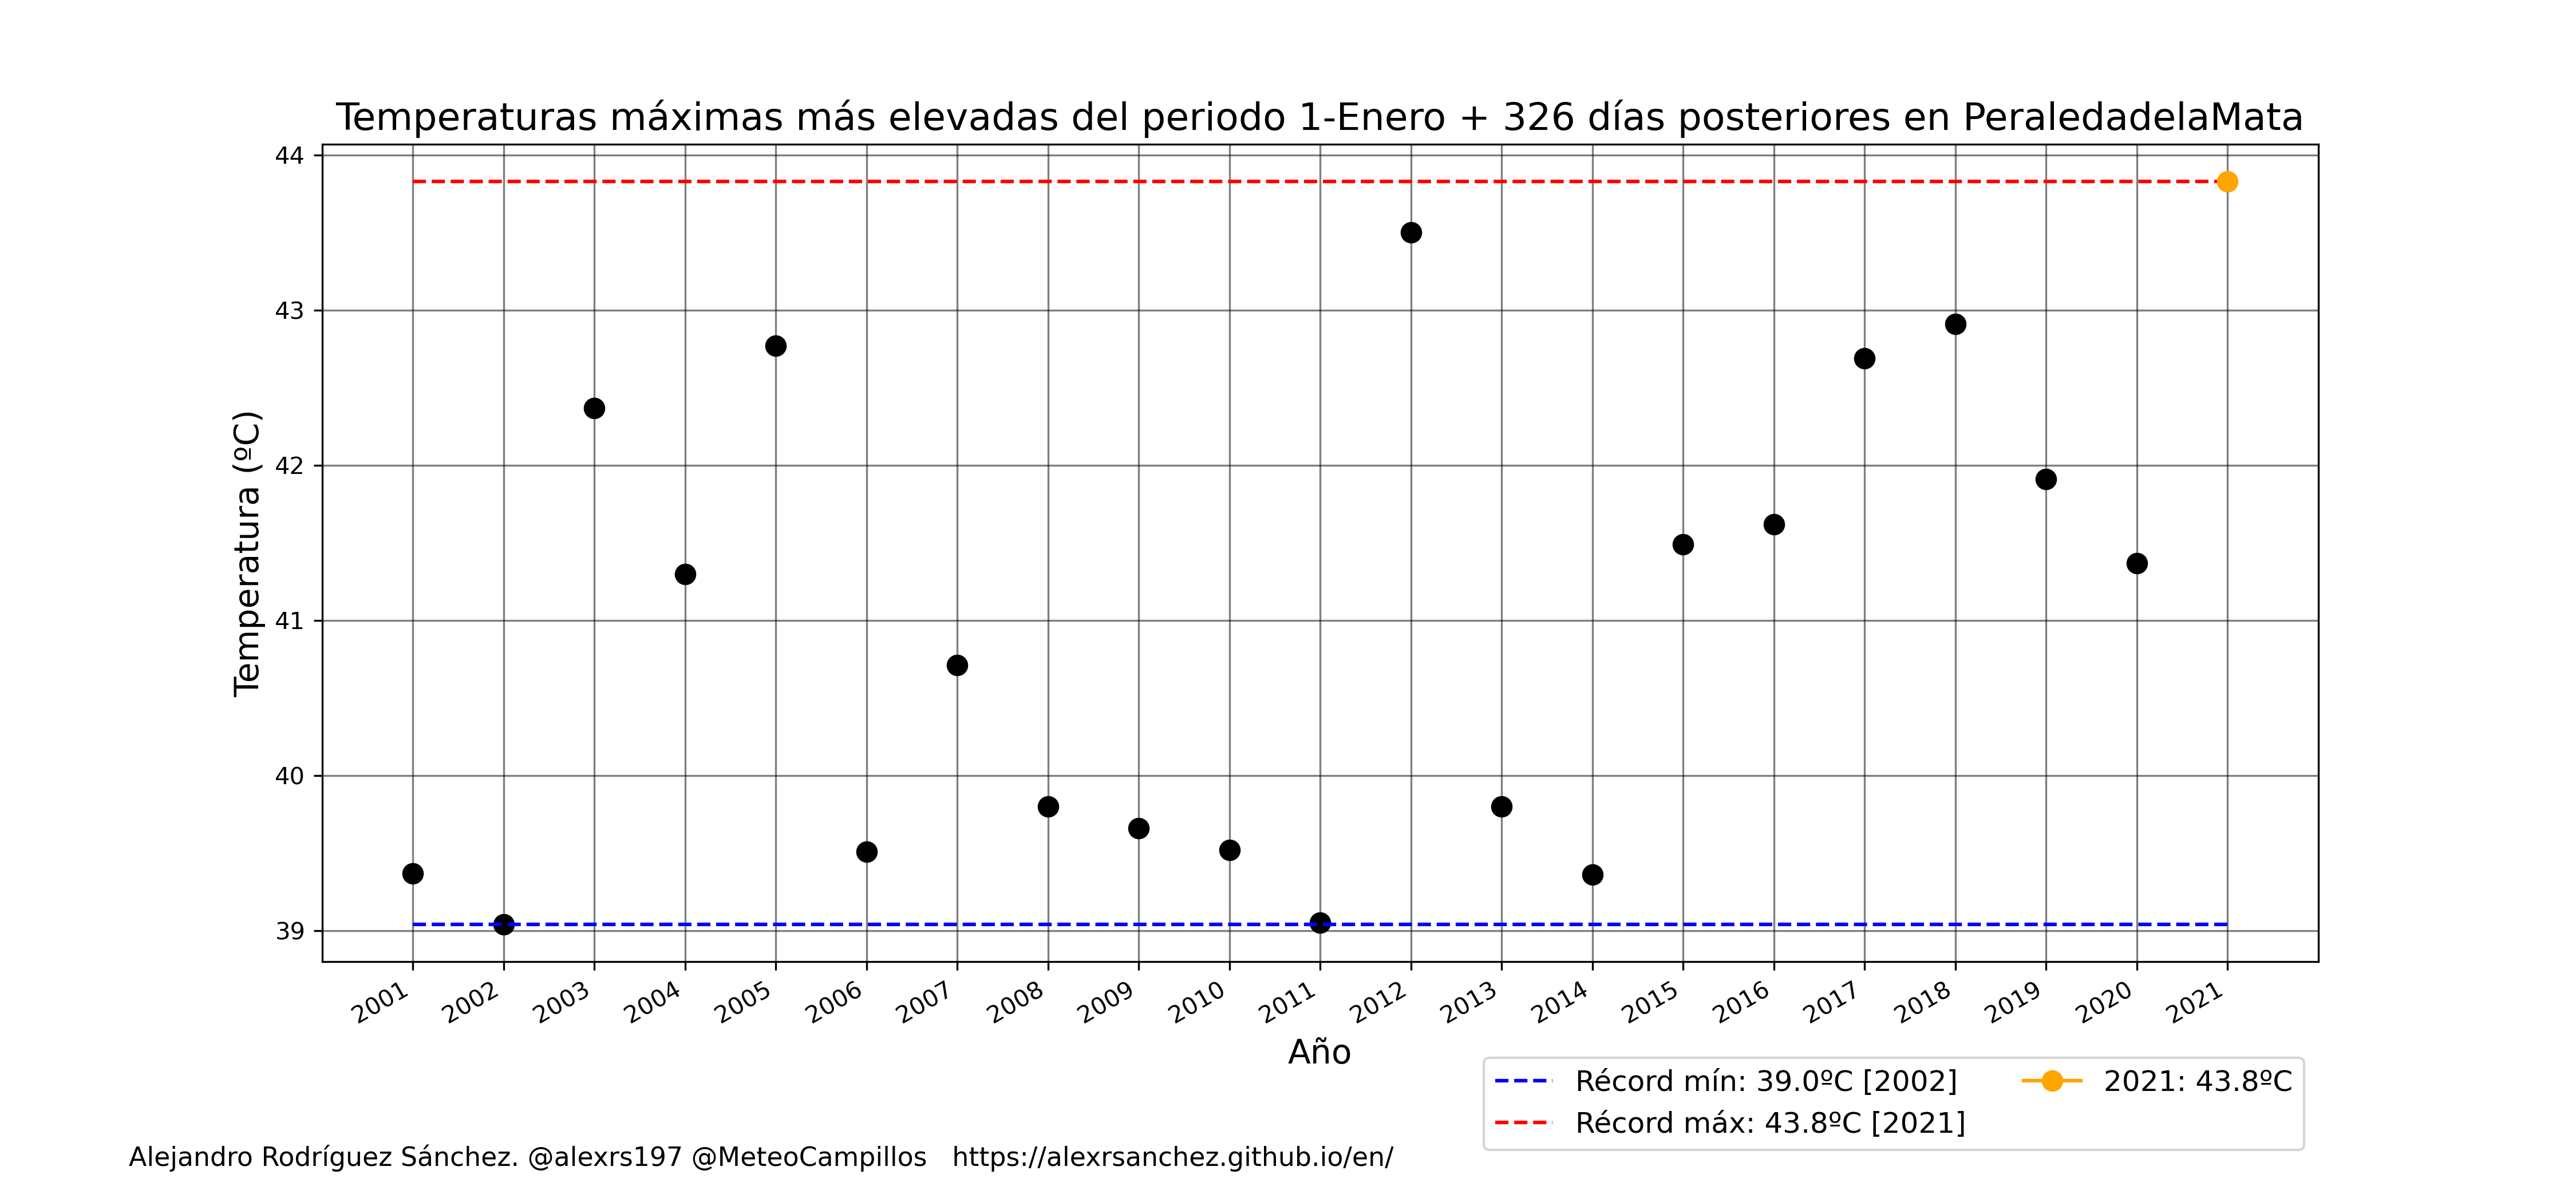 Temperaturas máximas más elevadas del periodo 1-Enero + 326 días posteriores en PeraledadelaMata
Temperatura (ºC)
44
43
42
41
40
39
2001 2002 2003 2004 2005 2006 2007 2008 2009 2010 2011 2012 2013 2014 2015 2016 2017 2018 2019 2020 2021
Año
Récord mín: 39.0ºC [2002]
Récord máx: 43.8ºC [2021]
2021: 43.8ºC
Alejandro Rodríguez Sánchez. @alexrs197 @MeteoCampillos https://alexrsanchez.github.io/en/